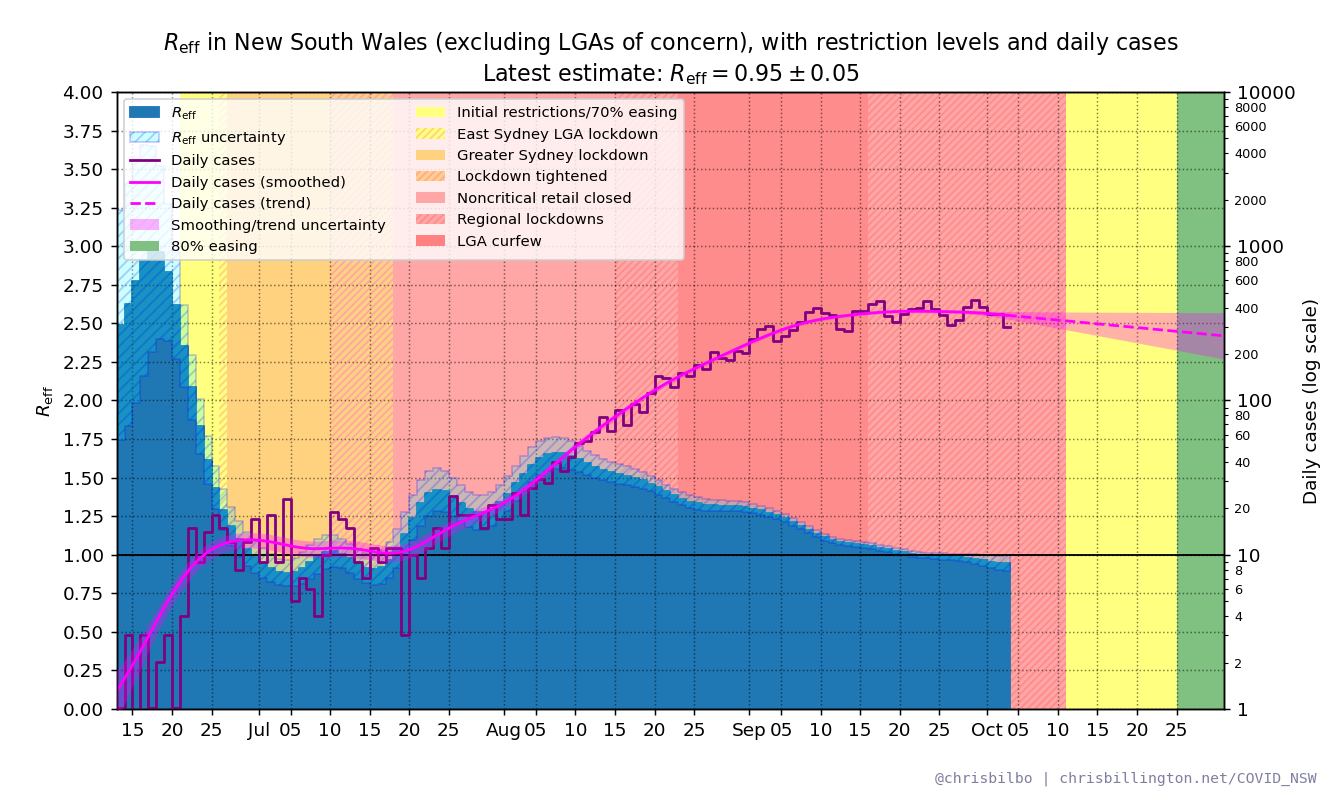 R_eff in New South Wales (excluding LGAs of concern), with restriction levels and daily cases
Latest estimate: R_eff = 0.95 ± 0.05
R_eff
R_eff uncertainty
Daily cases
Daily cases (smoothed)
Daily cases (trend)
Smoothing/trend uncertainty
80% easing
Initial restrictions/70% easing
East Sydney LGA lockdown
Greater Sydney lockdown
Lockdown tightened
Noncritical retail closed
Regional lockdowns
LGA curfew
R_eff
4.00
3.75
3.50
3.25
3.00
2.75
2.50
2.25
2.00
1.75
1.50
1.25
1.00
0.75
0.50
0.25
0.00
10000
8000
6000
4000
2000
1000
800
600
400
200
100
80
60
40
20
10
8
6
4
2
1
Daily cases (log scale)
15 20 25 Jul 05 10 15 20 25 Aug 05 10 15 20 25 Sep 05 10 15 20 25 Oct 05 10 15 20 25
@chrisbilbo | chrisbillington.net/COVID_NSW